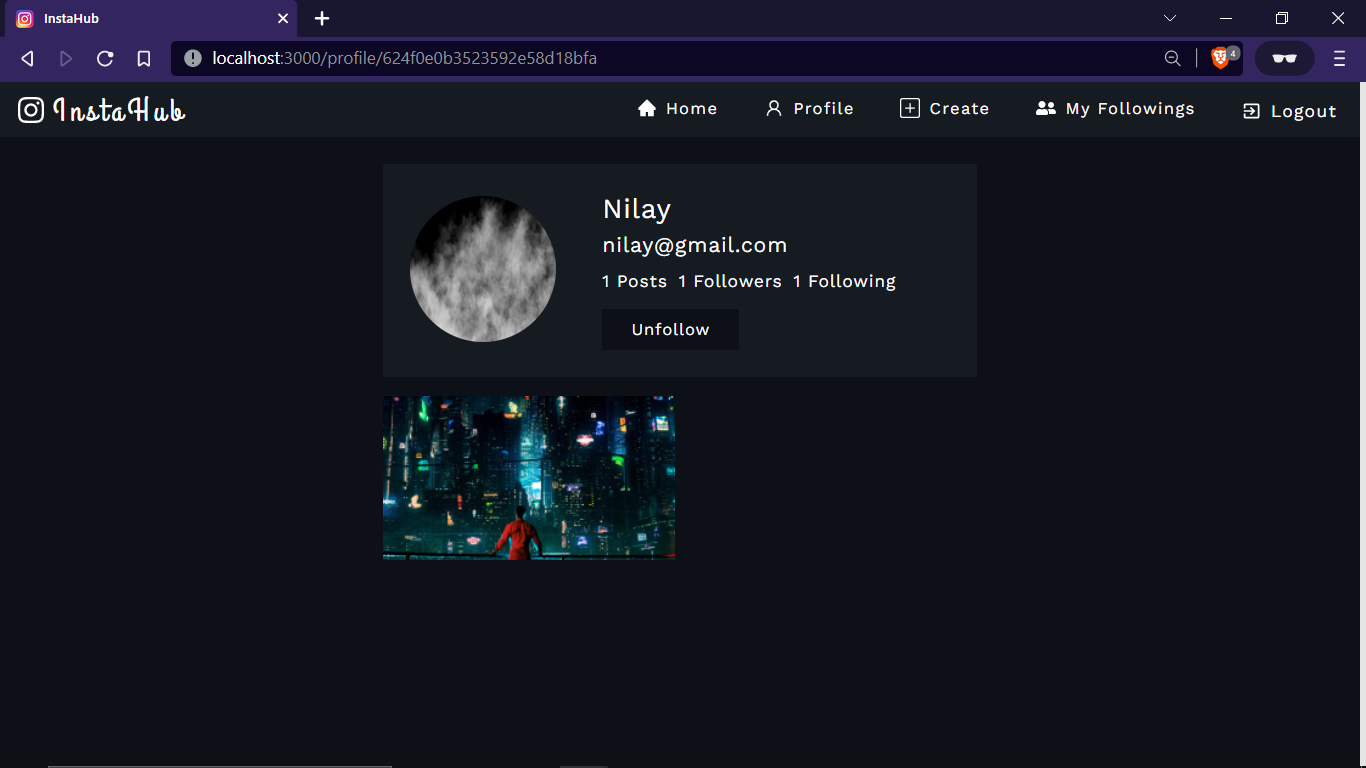 InstaHub
localhost:3000/profile/624f0e0b3523592e58d18bfa
4
InstaHub
Home
Profile
Create
My Followings
Logout
Nilay
nilay@gmail.com
1 Posts 1 Followers 1 Following
Unfollow